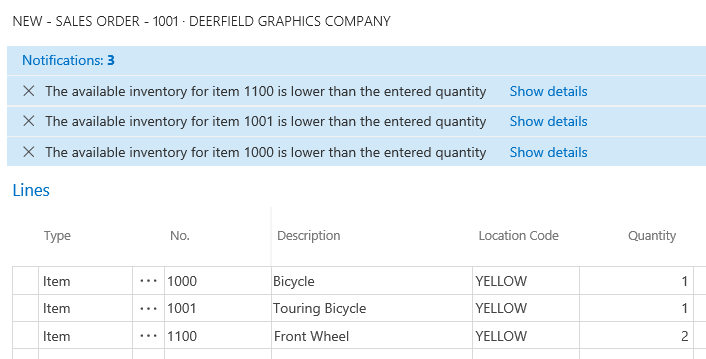 NEW - SALES ORDER - 1001 · DEERFIELD GRAPHICS COMPANY
Notifications: 3
× The available inventory for item 1100 is lower than the entered quantity Show details
× The available inventory for item 1001 is lower than the entered quantity Show details
× The available inventory for item 1000 is lower than the entered quantity Show details
Lines
Type No. Description Location Code Quantity
Item ··· 1000 Bicycle YELLOW 1
Item ··· 1001 Touring Bicycle YELLOW 1
Item ··· 1100 Front Wheel YELLOW 2